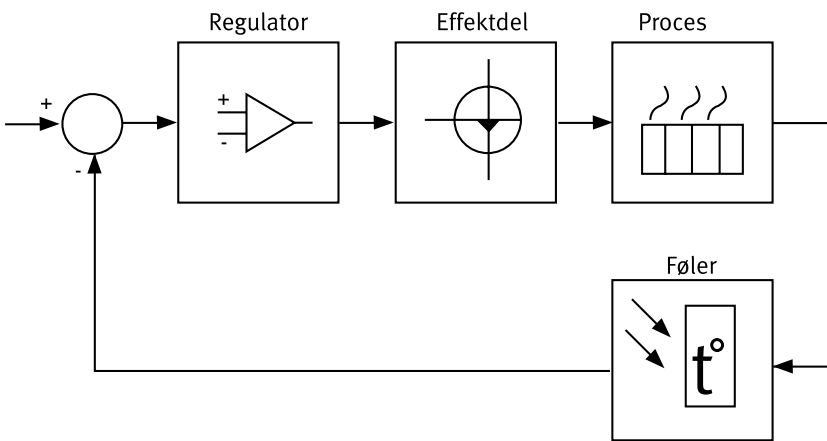 Regulator
Effektdel
Proces
+
+
-
-
Føler
t°